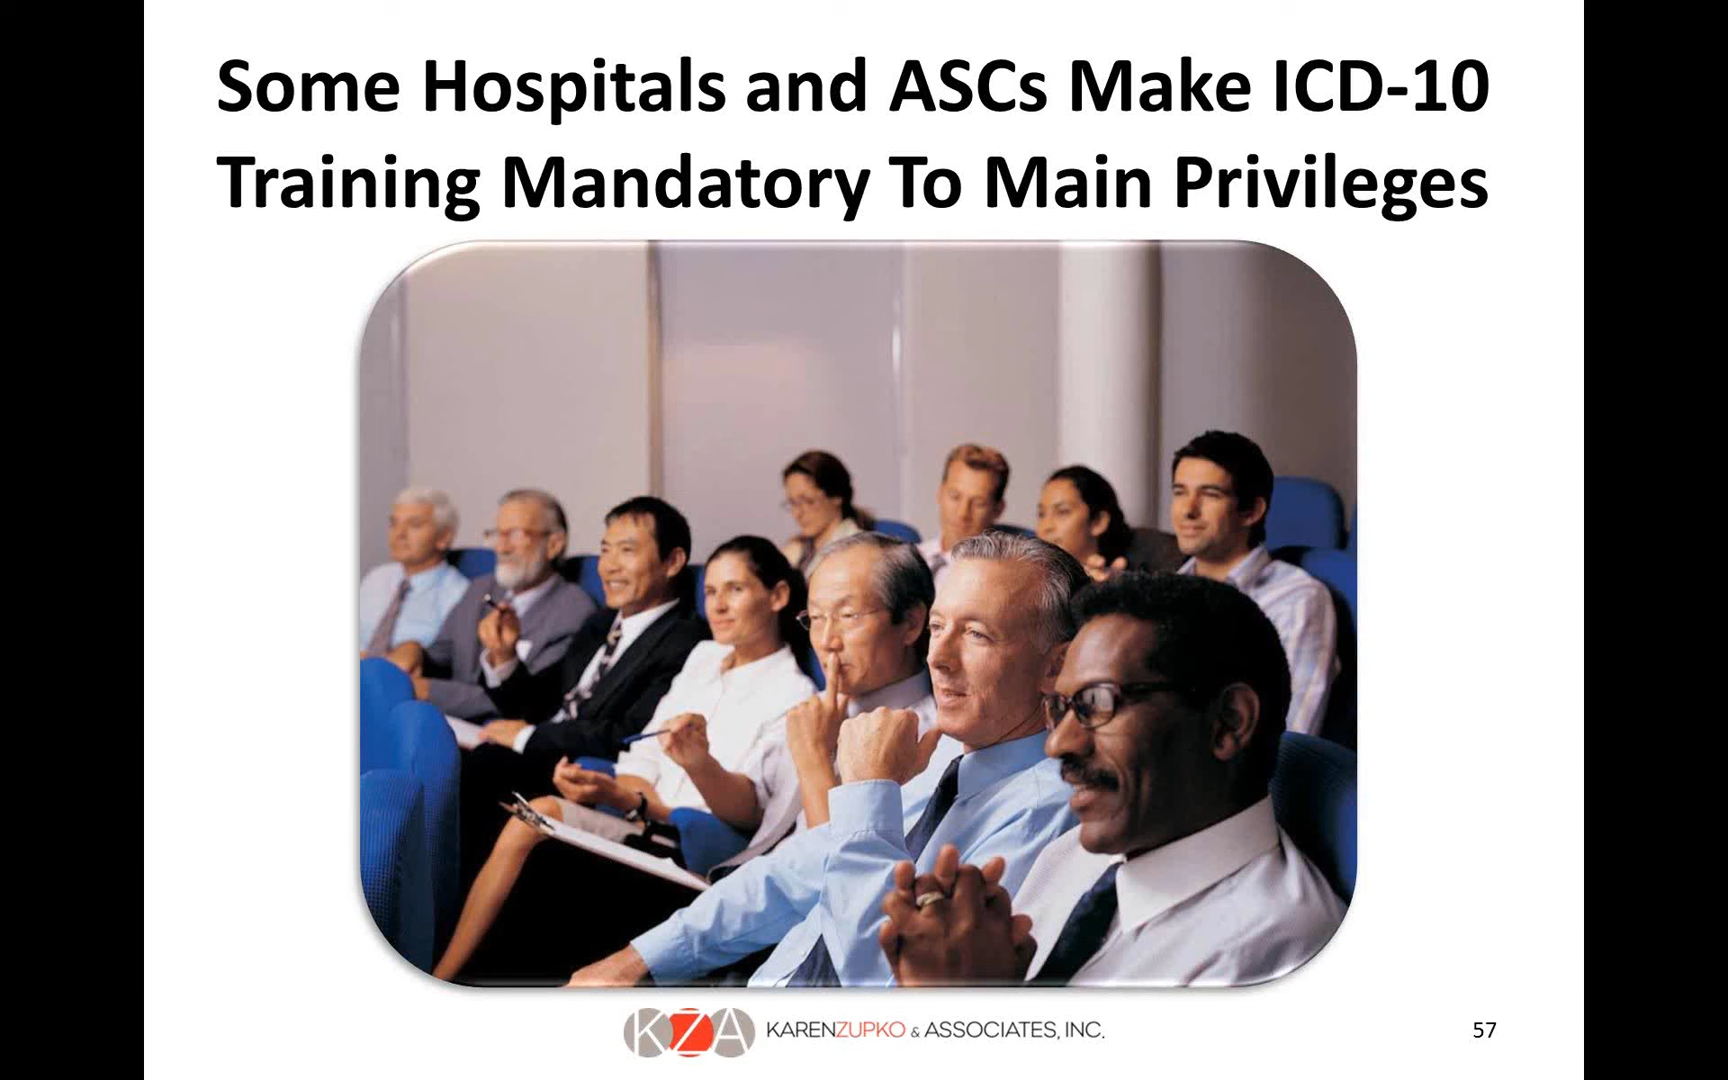 Some Hospitals and ASCs Make ICD-10
Training Mandatory To Main Privileges
KZA KARENZUPKO & ASSOCIATES, INC.
57